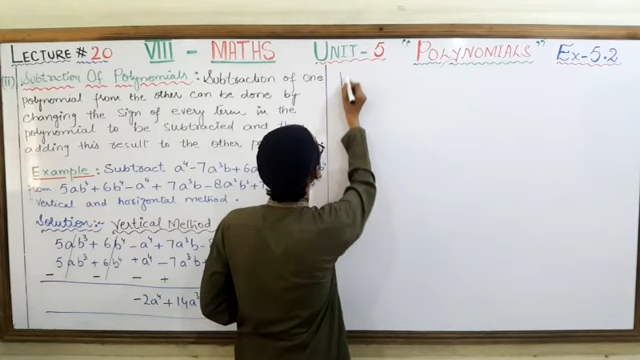 LECTURE # 20 VIII - MATHS UNIT-5 "POLYNOMIALS" Ex-5.2
(ii) Subtraction Of Polynomials : Subtraction of one
polynomial from the other can be done by
changing the sign of every term in the
polynomial to be subtracted and
adding this result to the other
Example : Subtract a⁴-7a³b+6a
from 5ab³+6b⁴-a⁴+7a³b-8a²b²+
vertical and horizontal method.
Solution:- Vertical Method
5ab³+6b⁴-a⁴+7a³b-8
5ab³+6b⁴+a⁴-7a³b
- - - +
-2a⁴+14a³